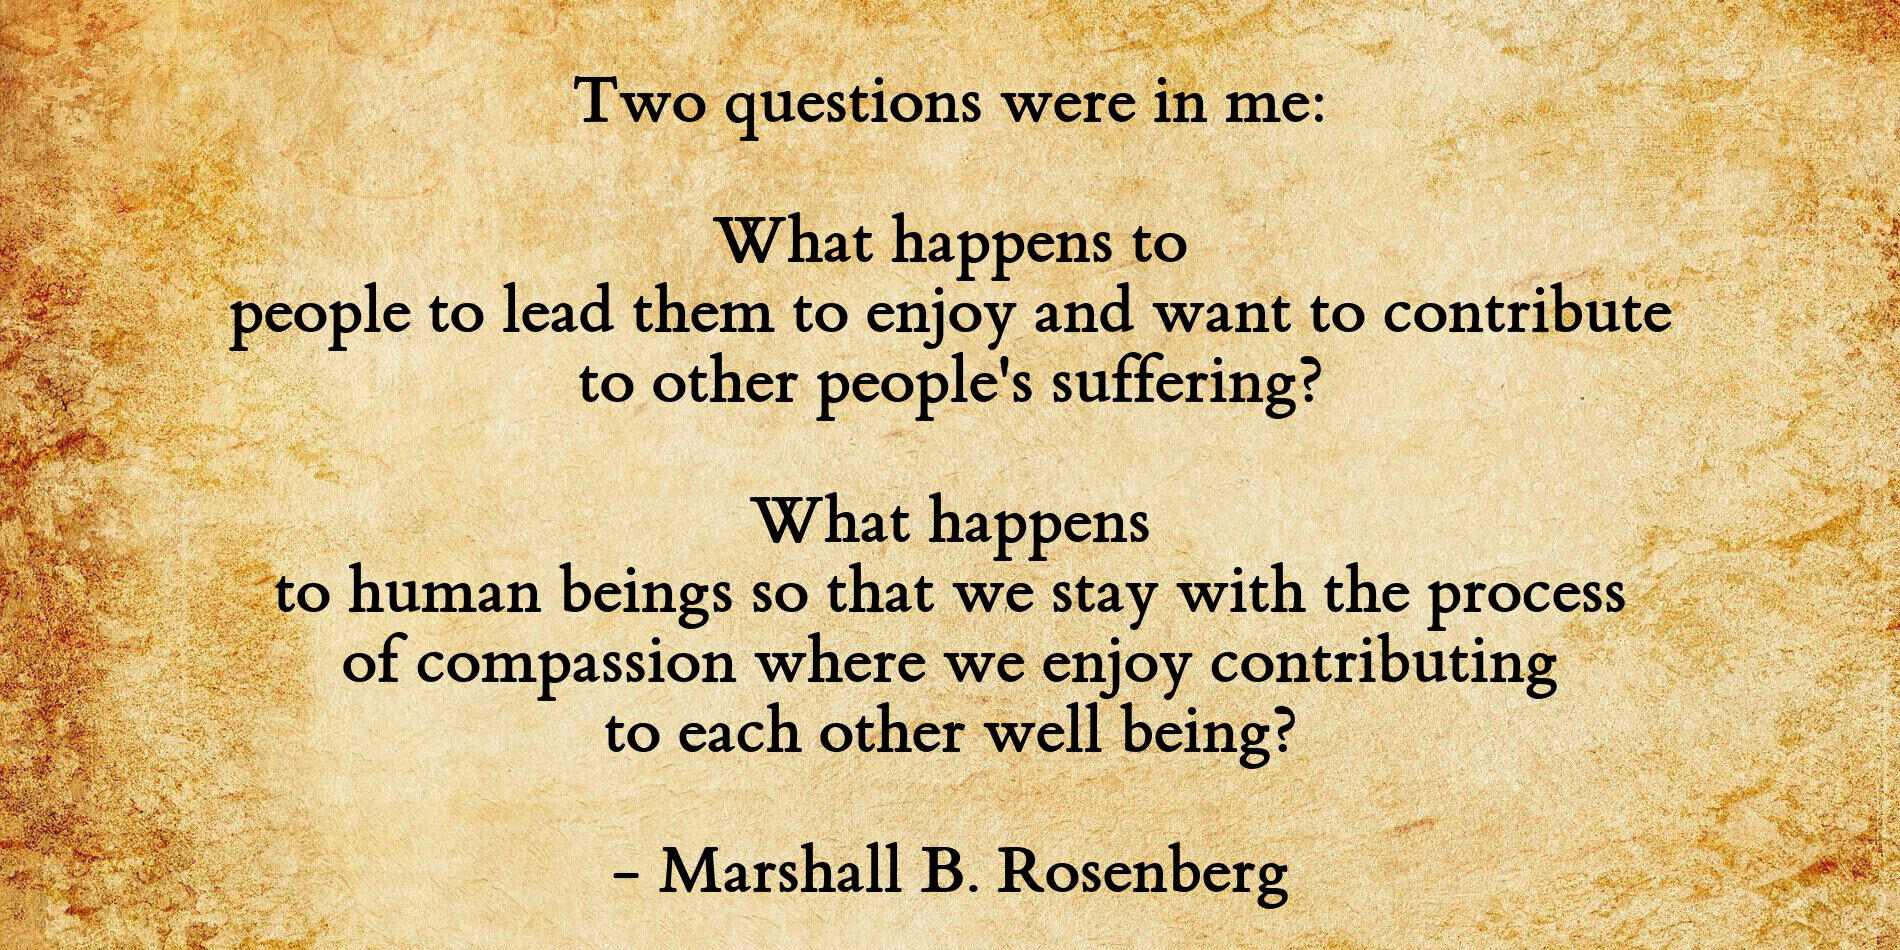 Two questions were in me:
What happens to
people to lead them to enjoy and want to contribute
to other people's suffering?
What happens
to human beings so that we stay with the process
of compassion where we enjoy contributing
to each other well being?
– Marshall B. Rosenberg